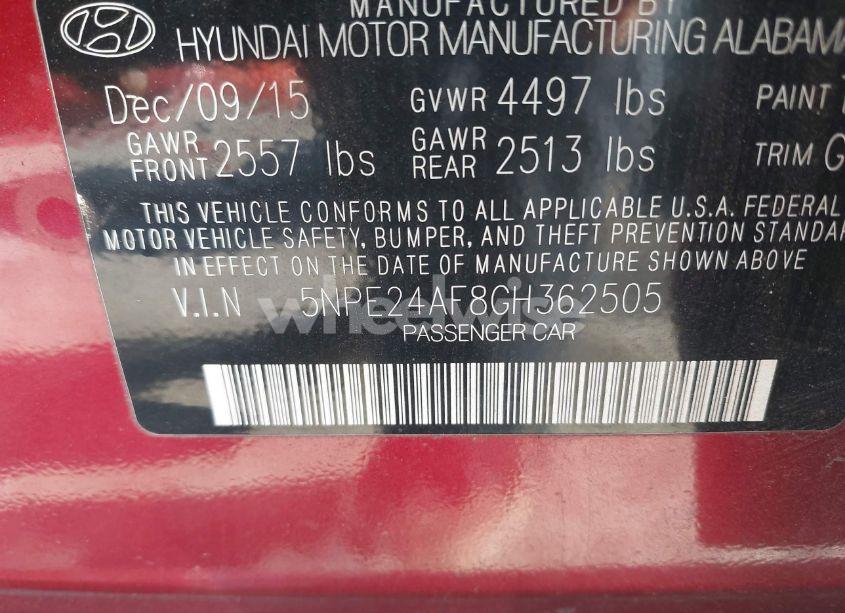 MANUFACTURED BY
HYUNDAI MOTOR MANUFACTURING ALABAMA
Dec/09/15 GVWR 4497 lbs PAINT
GAWR FRONT 2557 lbs GAWR REAR 2513 lbs TRIM G
THIS VEHICLE CONFORMS TO ALL APPLICABLE U.S.A. FEDERAL
MOTOR VEHICLE SAFETY, BUMPER, AND THEFT PREVENTION STANDAR
IN EFFECT ON THE DATE OF MANUFACTURE SHOWN ABOVE
V.I.N 5NPE24AF8GH362505
wheelwise
PASSENGER CAR